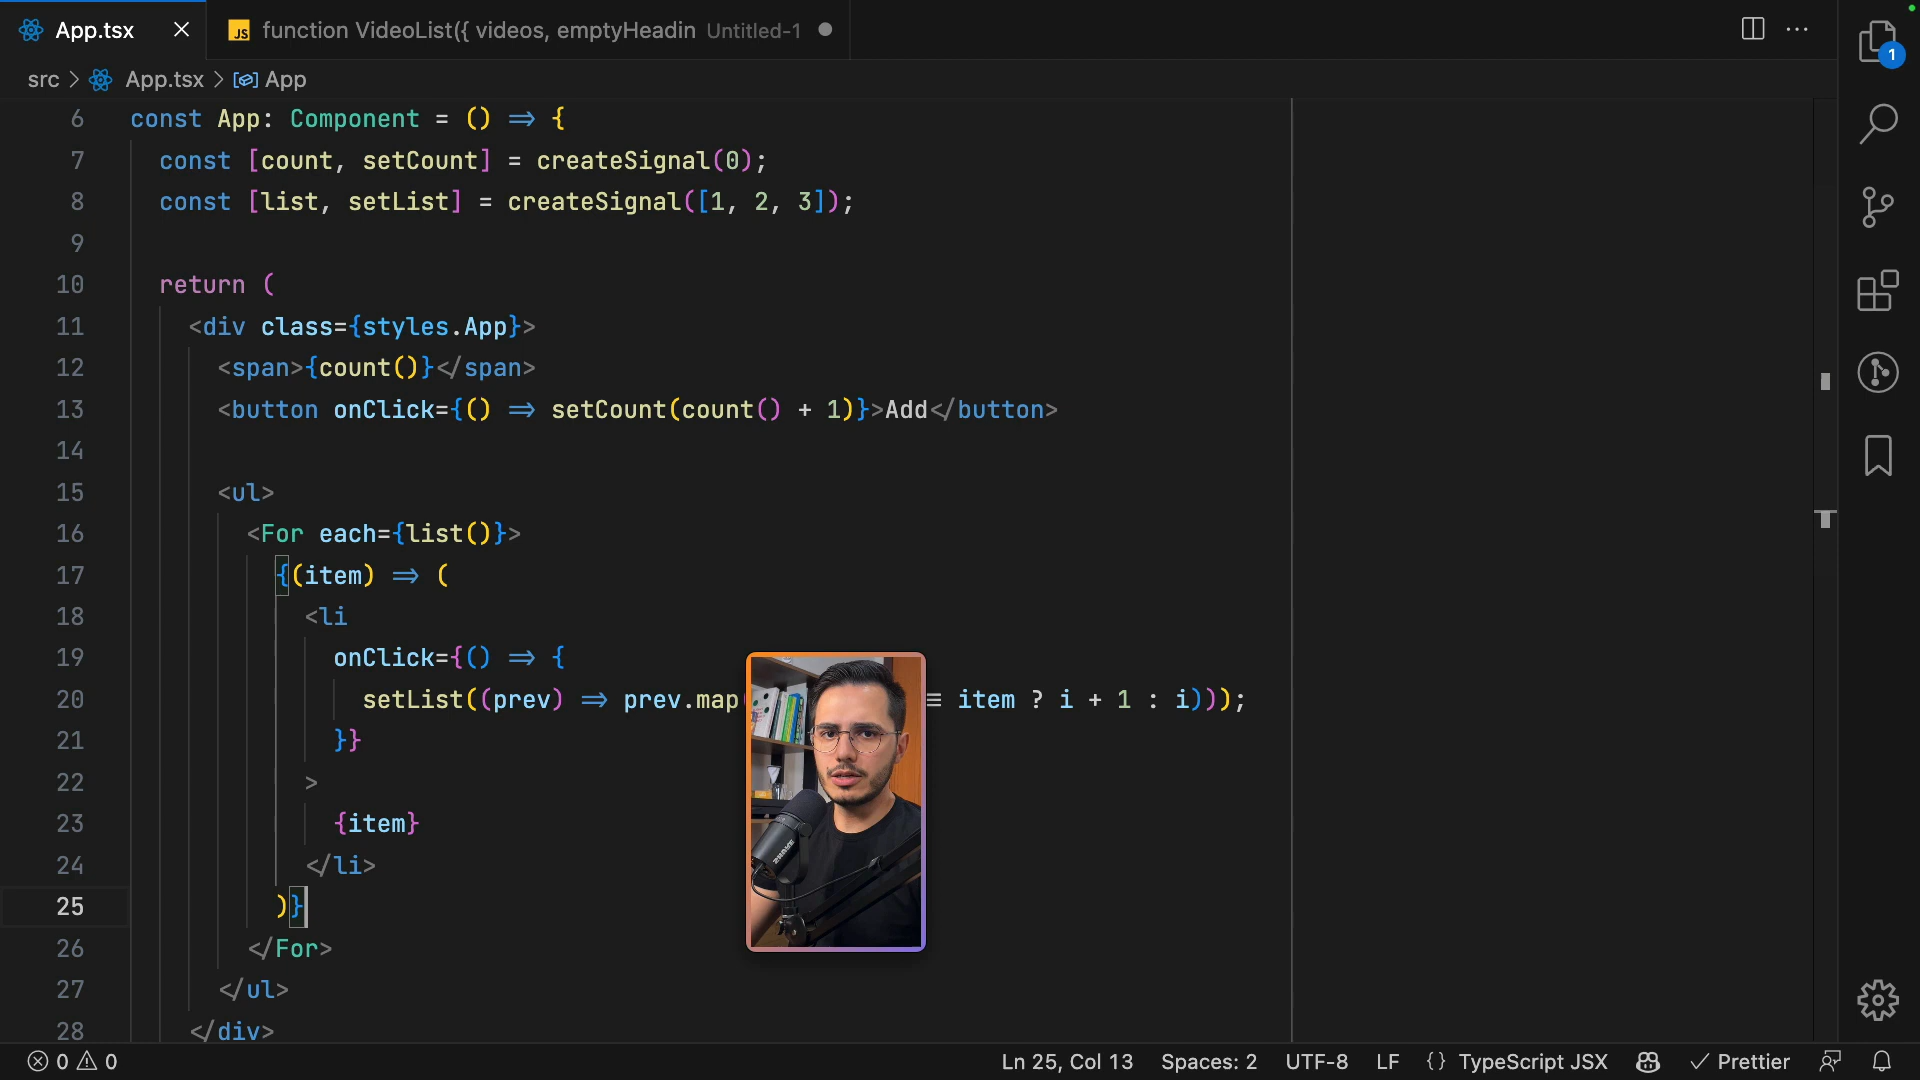 App.tsx
JS function VideoList({ videos, emptyHeadin Untitled-1
src > App.tsx > App
1
6 const App: Component = () => {
7 const [count, setCount] = createSignal(0);
8 const [list, setList] = createSignal([1, 2, 3]);
9
10 return (
11 <div class={styles.App}>
12 <span>{count()}</span>
13 <button onClick={() => setCount(count() + 1)}>Add</button>
14
15 <ul>
16 <For each={list()}>
17 {(item) => (
18 <li
19 onClick={() => {
20 setList((prev) => prev.map( item ? i + 1 : i)));
21 }}
22 >
23 {item}
24 </li>
25 )}
26 </For>
27 </ul>
28 </div>
0 0 Ln 25, Col 13 Spaces: 2 UTF-8 LF {} TypeScript JSX Prettier